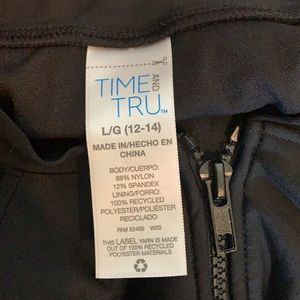 TIME AND
TRU™
L/G (12-14)
MADE IN/HECHO EN
CHINA
BODY/CUERPO:
88% NYLON
12% SPANDEX
LINING/FORRO:
100% RECYCLED
POLYESTER/POLIÉSTER
RECICLADO
RN# 52469 W20
THIS LABEL YARN IS MADE
OUT OF 100% RECYCLED
POLYESTER MATERIALS